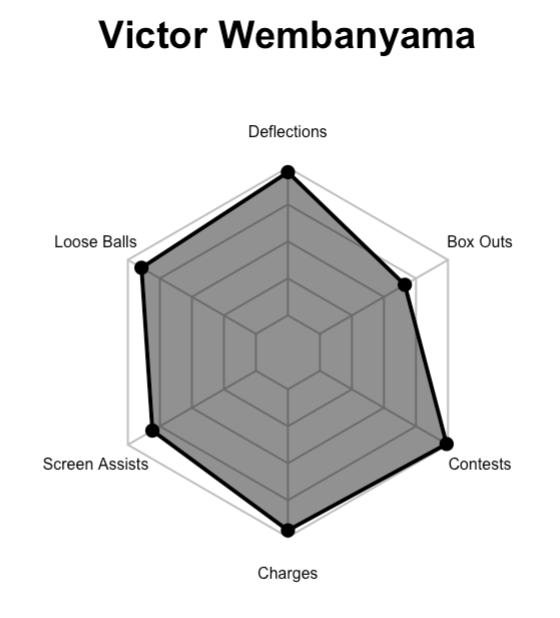 Victor Wembanyama
Deflections
Loose Balls
Box Outs
Screen Assists
Contests
Charges